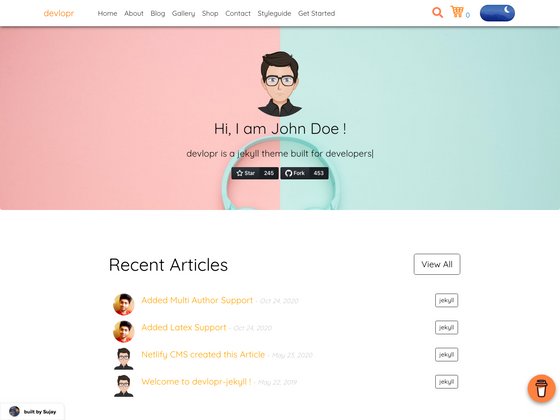 devlopr Home About Blog Gallery Shop Contact Styleguide Get Started 0
Hi, I am John Doe !
devlopr is a jekyll theme built for developers|
Star 245 Fork 453
Recent Articles View All
Added Multi Author Support - Oct 24, 2020 jekyll
Added Latex Support - Oct 24, 2020 jekyll
Netlify CMS created this Article - May 23, 2020 jekyll
Welcome to devlopr-jekyll ! - May 22, 2019 jekyll
built by Sujay